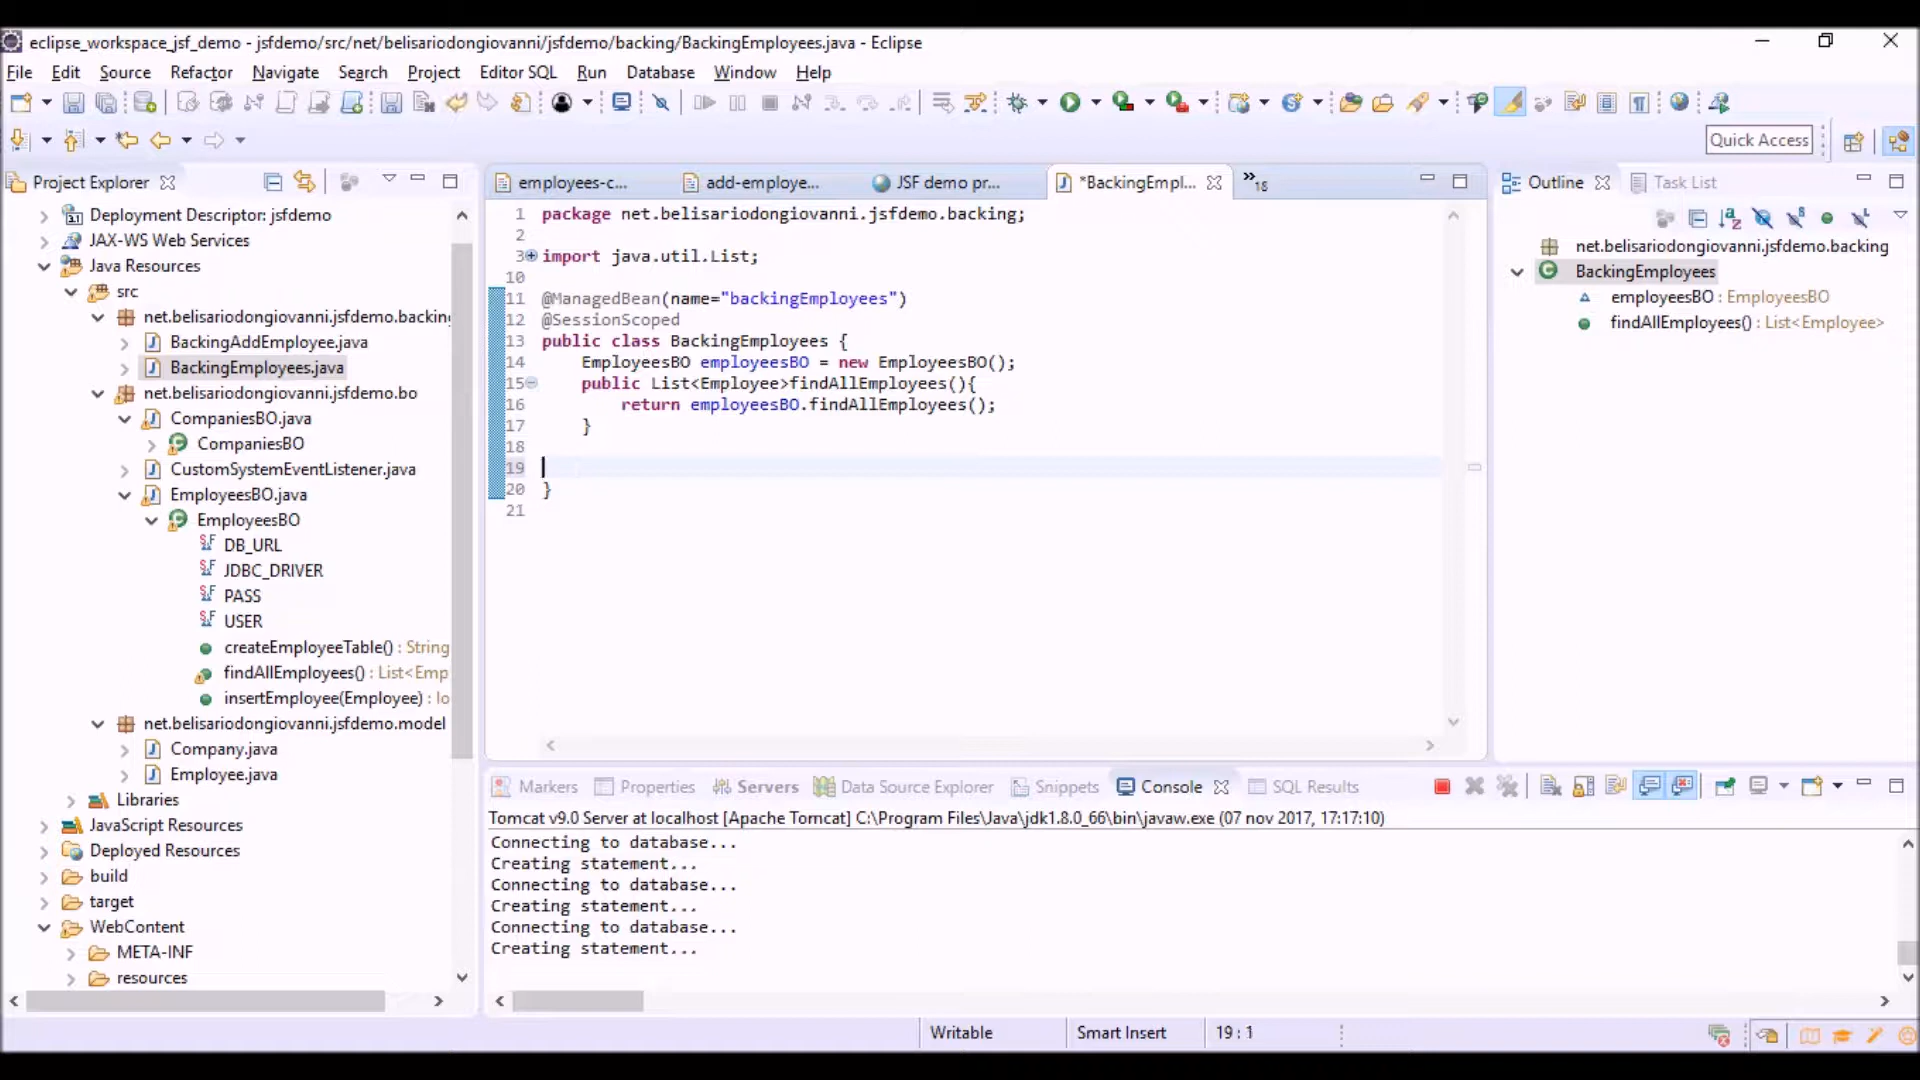 eclipse_workspace_jsf_demo - jsfdemo/src/net/belisariodongiovanni/jsfdemo/backing/BackingEmployees.java - Eclipse
File Edit Source Refactor Navigate Search Project Editor SQL Run Database Window Help
Quick Access
Project Explorer
Deployment Descriptor: jsfdemo
JAX-WS Web Services
Java Resources
src
net.belisariodongiovanni.jsfdemo.backing
BackingAddEmployee.java
BackingEmployees.java
net.belisariodongiovanni.jsfdemo.bo
CompaniesBO.java
CompaniesBO
CustomSystemEventListener.java
EmployeesBO.java
EmployeesBO
DB_URL
JDBC_DRIVER
PASS
USER
createEmployeeTable() : String
findAllEmployees() : List<Emp
insertEmployee(Employee) : lo
net.belisariodongiovanni.jsfdemo.model
Company.java
Employee.java
Libraries
JavaScript Resources
Deployed Resources
build
target
WebContent
META-INF
resources
employees-c... add-employe... JSF demo pr... *BackingEmpl... »18
1 package net.belisariodongiovanni.jsfdemo.backing;
2
3 import java.util.List;
10
11 @ManagedBean(name="backingEmployees")
12 @SessionScoped
13 public class BackingEmployees {
14 EmployeesBO employeesBO = new EmployeesBO();
15 public List<Employee>findAllEmployees(){
16 return employeesBO.findAllEmployees();
17 }
18
19
20 }
21
Outline Task List
net.belisariodongiovanni.jsfdemo.backing
BackingEmployees
employeesBO : EmployeesBO
findAllEmployees() : List<Employee>
Markers Properties Servers Data Source Explorer Snippets Console SQL Results
Tomcat v9.0 Server at localhost [Apache Tomcat] C:\Program Files\Java\jdk1.8.0_66\bin\javaw.exe (07 nov 2017, 17:17:10)
Connecting to database...
Creating statement...
Connecting to database...
Creating statement...
Connecting to database...
Creating statement...
Writable Smart Insert 19 : 1